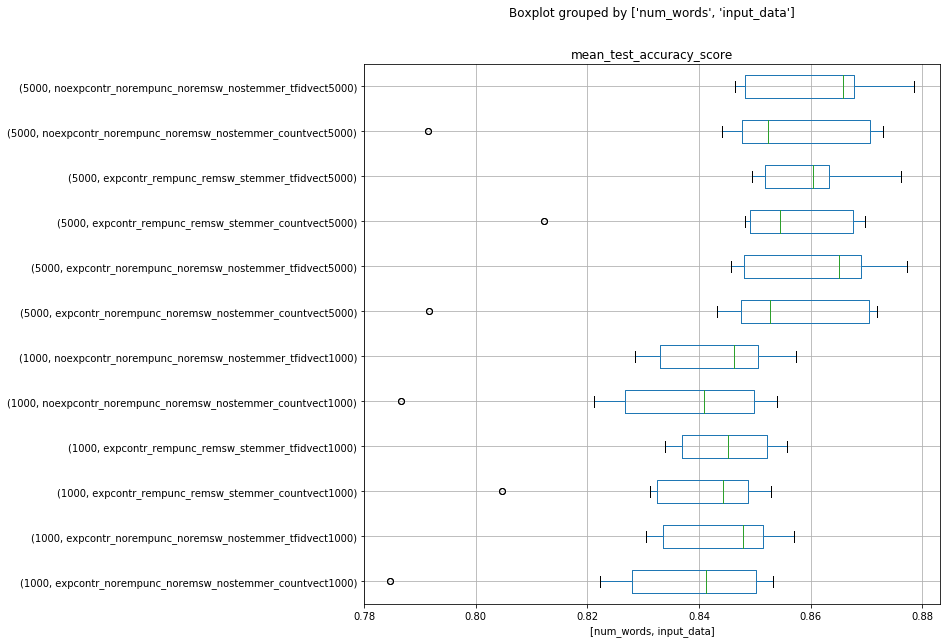 Boxplot grouped by ['num_words', 'input_data']
mean_test_accuracy_score
(5000, noexpcontr_norempunc_noremsw_nostemmer_tfidvect5000)
(5000, noexpcontr_norempunc_noremsw_nostemmer_countvect5000)
(5000, expcontr_rempunc_remsw_stemmer_tfidvect5000)
(5000, expcontr_rempunc_remsw_stemmer_countvect5000)
(5000, expcontr_norempunc_noremsw_nostemmer_tfidvect5000)
(5000, expcontr_norempunc_noremsw_nostemmer_countvect5000)
(1000, noexpcontr_norempunc_noremsw_nostemmer_tfidvect1000)
(1000, noexpcontr_norempunc_noremsw_nostemmer_countvect1000)
(1000, expcontr_rempunc_remsw_stemmer_tfidvect1000)
(1000, expcontr_rempunc_remsw_stemmer_countvect1000)
(1000, expcontr_norempunc_noremsw_nostemmer_tfidvect1000)
(1000, expcontr_norempunc_noremsw_nostemmer_countvect1000)
0.78 0.80 0.82 0.84 0.86 0.88
[num_words, input_data]